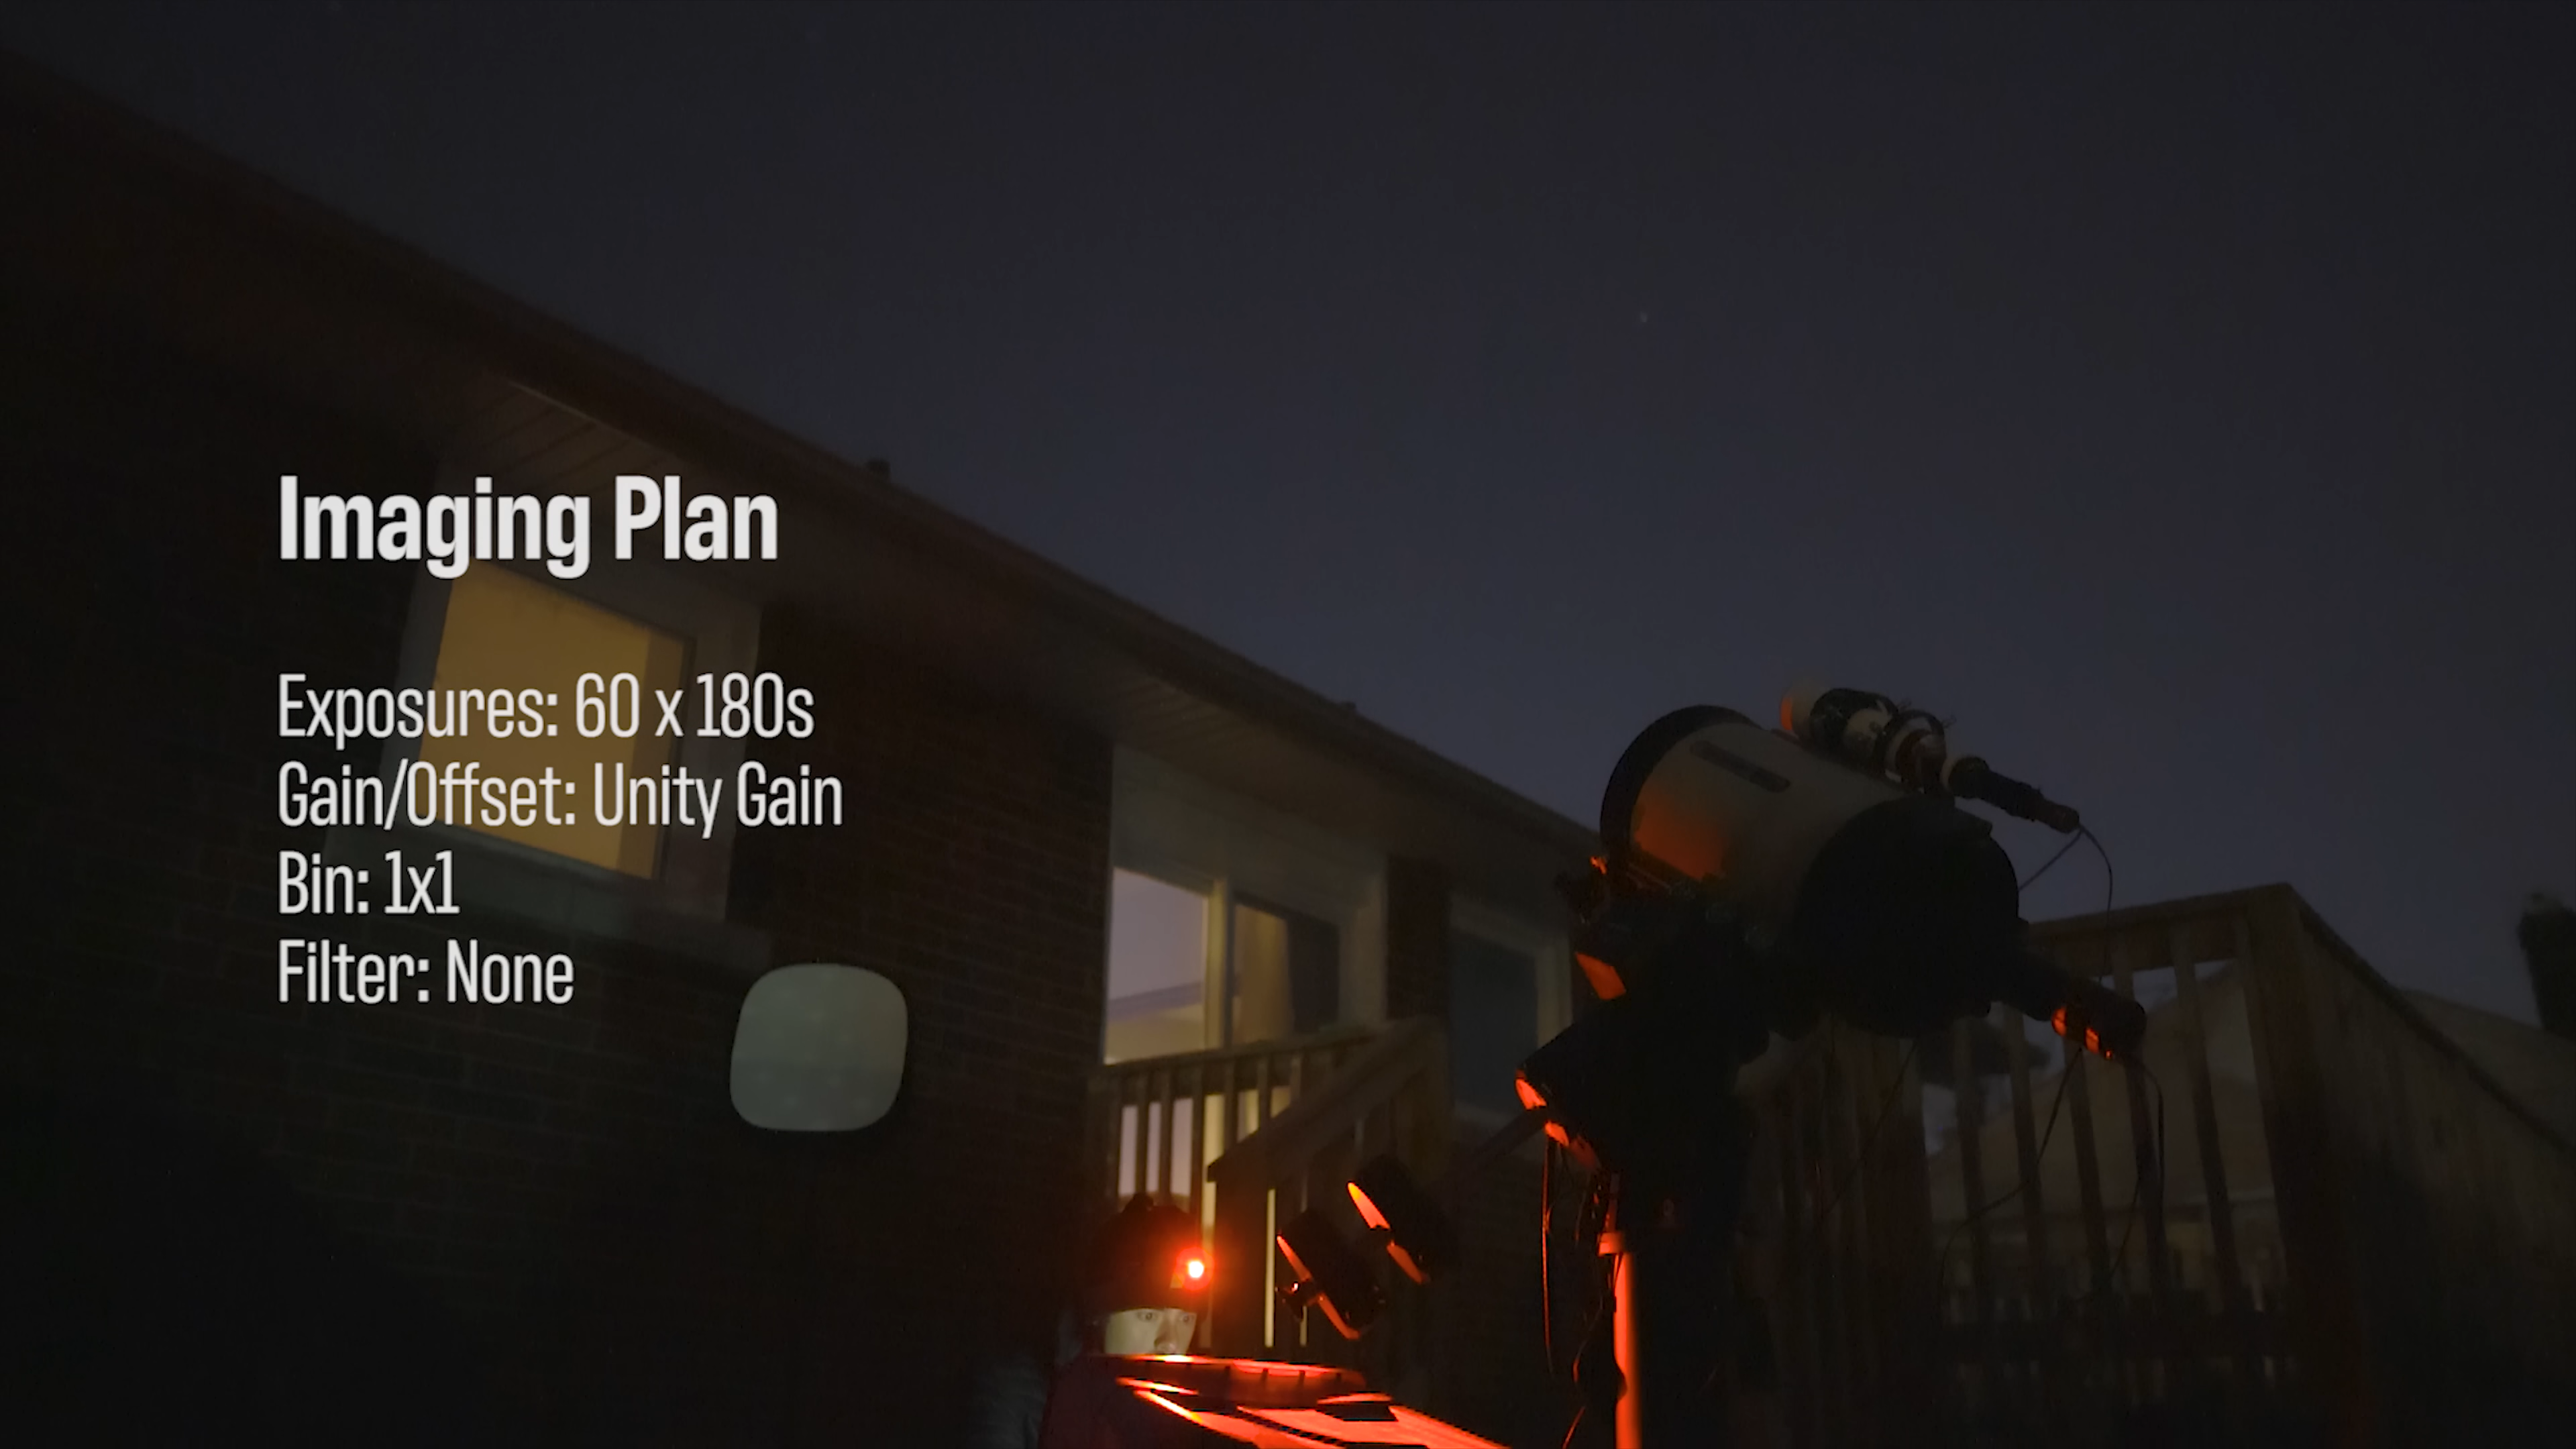 Imaging Plan
Exposures: 60 x 180s
Gain/Offset: Unity Gain
Bin: 1x1
Filter: None